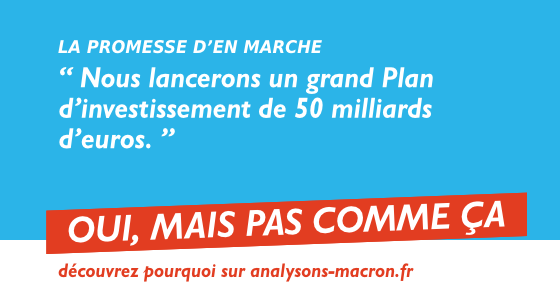 LA PROMESSE D’EN MARCHE
“ Nous lancerons un grand Plan
d’investissement de 50 milliards
d’euros. ”
OUI, MAIS PAS COMME ÇA
découvrez pourquoi sur analysons-macron.fr